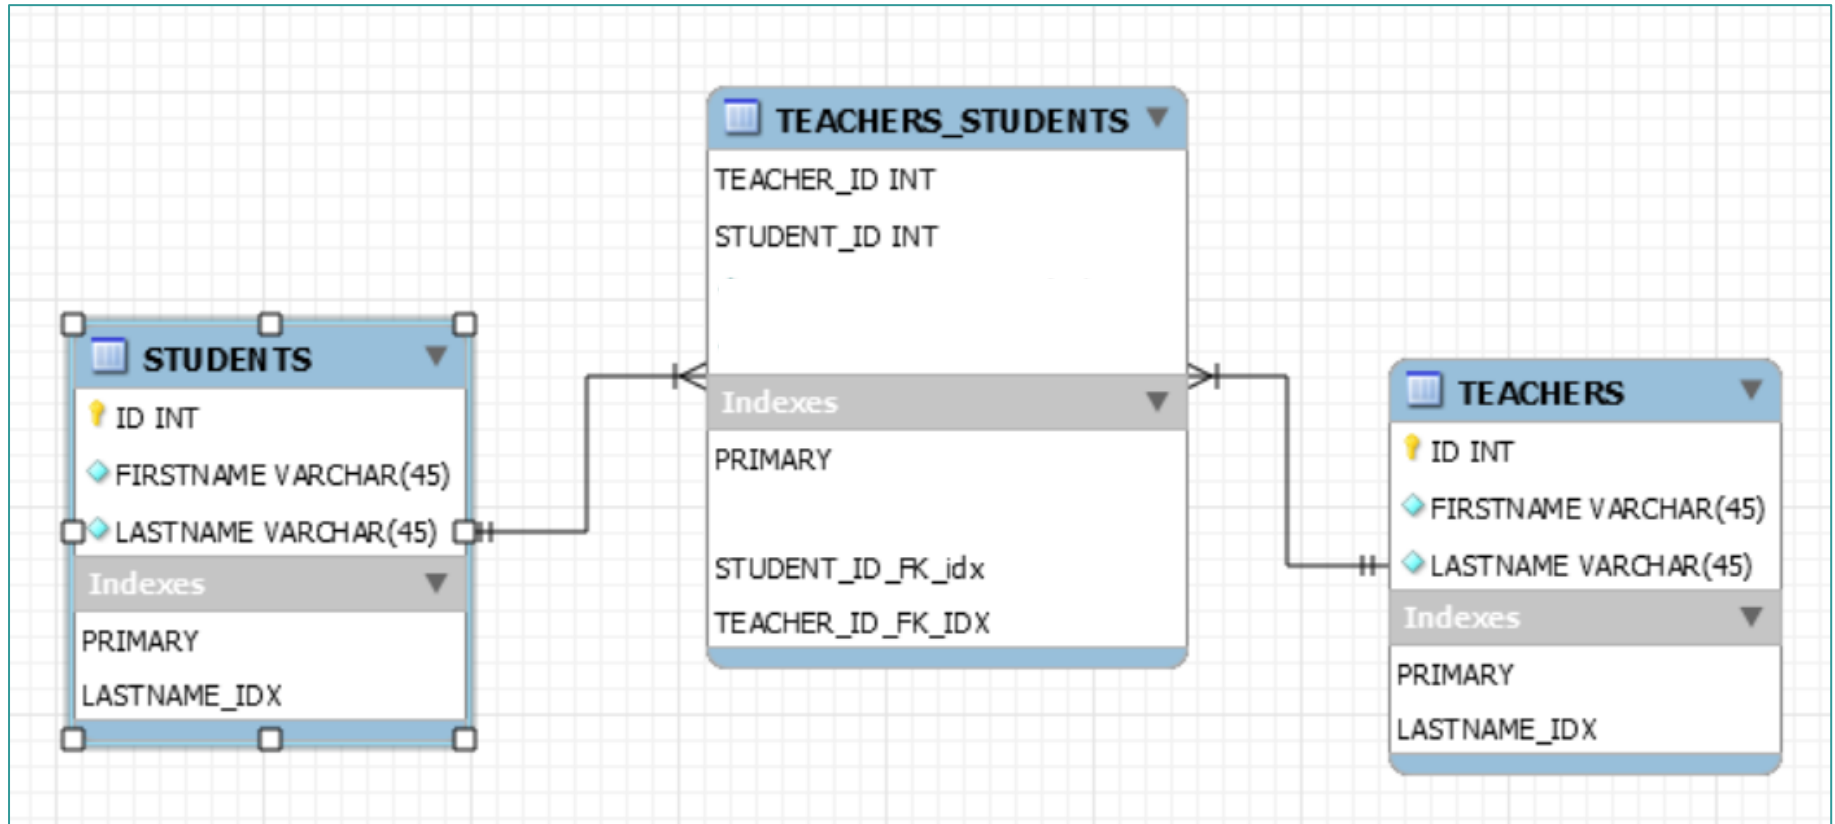 STUDENTS
ID INT
FIRSTNAME VARCHAR(45)
LASTNAME VARCHAR(45)
Indexes
PRIMARY
LASTNAME_IDX
TEACHERS_STUDENTS
TEACHER_ID INT
STUDENT_ID INT
Indexes
PRIMARY
STUDENT_ID_FK_idx
TEACHER_ID_FK_IDX
TEACHERS
ID INT
FIRSTNAME VARCHAR(45)
LASTNAME VARCHAR(45)
Indexes
PRIMARY
LASTNAME_IDX